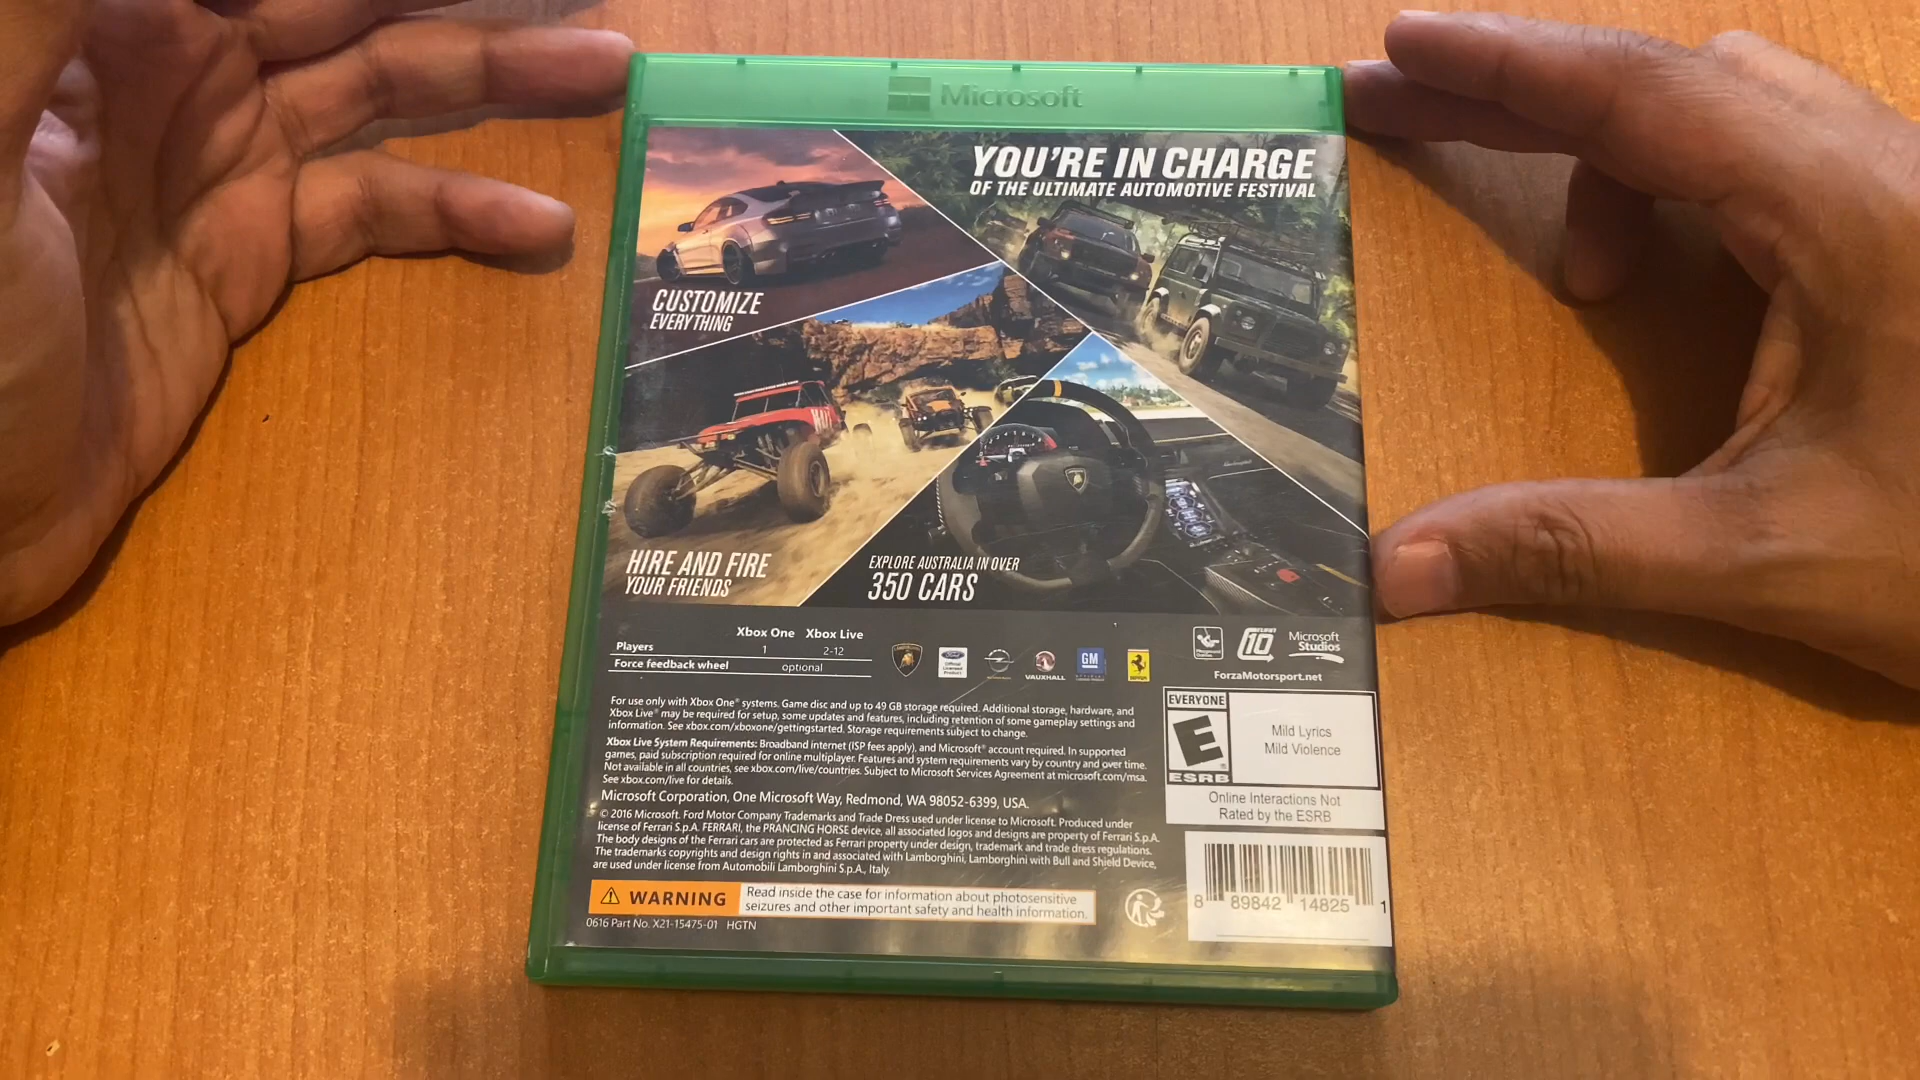 Microsoft
YOU'RE IN CHARGE
OF THE ULTIMATE AUTOMOTIVE FESTIVAL
CUSTOMIZE
EVERYTHING
HIRE AND FIRE
YOUR FRIENDS
EXPLORE AUSTRALIA IN OVER
350 CARS
Xbox One Xbox Live
Players 1 2-12
Force feedback wheel optional
Ford
VAUXHALL
GM
10
Microsoft
Studios
ForzaMotorsport.net
For use only with Xbox One® systems. Game disc and up to 49 GB storage required. Additional storage, hardware, and
Xbox Live® may be required for setup, some updates and features, including retention of some gameplay settings and
information. See xbox.com/xboxone/gettingstarted. Storage requirements subject to change.
Xbox Live System Requirements: Broadband internet (ISP fees apply), and Microsoft® account required. In supported
games, paid subscription required for online multiplayer. Features and system requirements vary by country and over time.
Not available in all countries, see xbox.com/live/countries. Subject to Microsoft Services Agreement at microsoft.com/msa.
See xbox.com/live for details.
Microsoft Corporation, One Microsoft Way, Redmond, WA 98052-6399, USA.
© 2016 Microsoft. Ford Motor Company Trademarks and Trade Dress used under license to Microsoft. Produced under
license of Ferrari S.p.A. FERRARI, the PRANCING HORSE device, all associated logos and designs are property of Ferrari S.p.A.
The body designs of the Ferrari cars are protected as Ferrari property under design, trademark and trade dress regulations.
The trademarks copyrights and design rights in and associated with Lamborghini, Lamborghini with Bull and Shield Device,
are used under license from Automobili Lamborghini S.p.A., Italy.
EVERYONE
E
ESRB
Mild Lyrics
Mild Violence
Online Interactions Not
Rated by the ESRB
WARNING
Read inside the case for information about photosensitive
seizures and other important safety and health information.
0616 Part No. X21-15475-01 HGTN
8 89842 14825 1